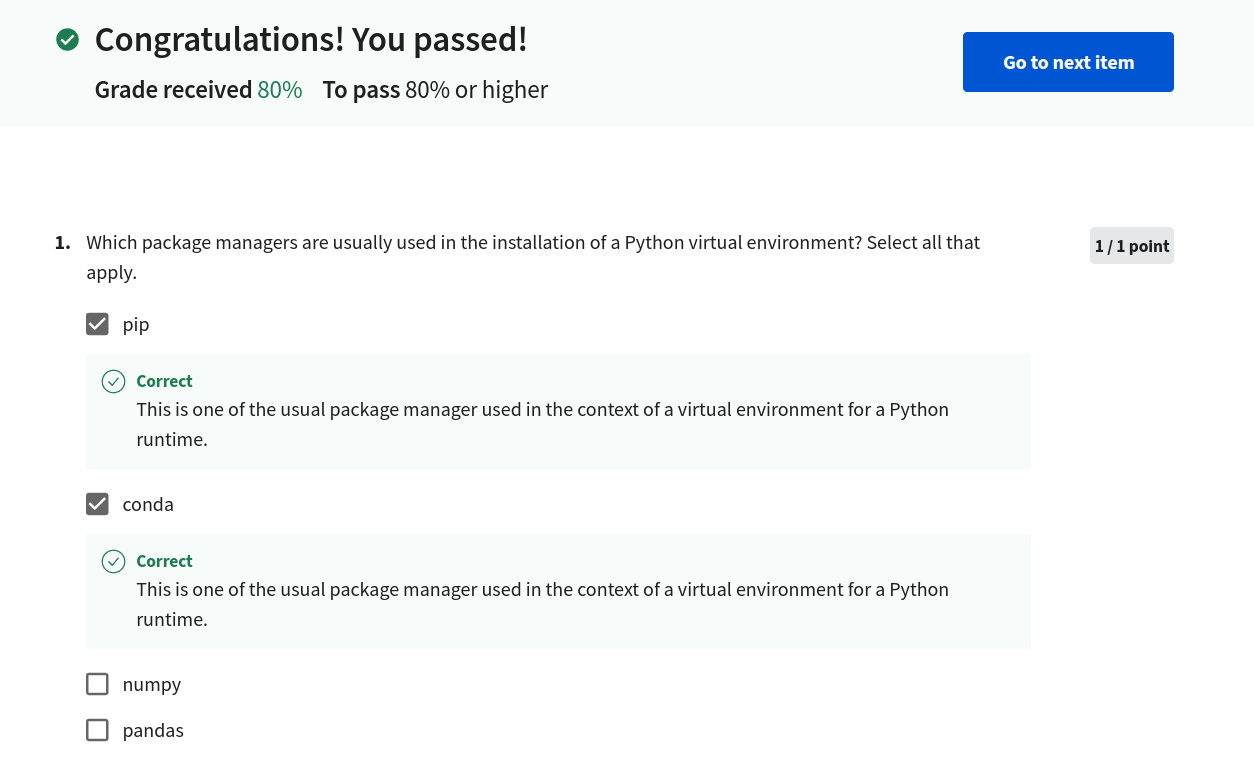 Congratulations! You passed!
Grade received 80% To pass 80% or higher
Go to next item
1. Which package managers are usually used in the installation of a Python virtual environment? Select all that
apply.
1 / 1 point
pip
Correct
This is one of the usual package manager used in the context of a virtual environment for a Python
runtime.
conda
Correct
This is one of the usual package manager used in the context of a virtual environment for a Python
runtime.
numpy
pandas